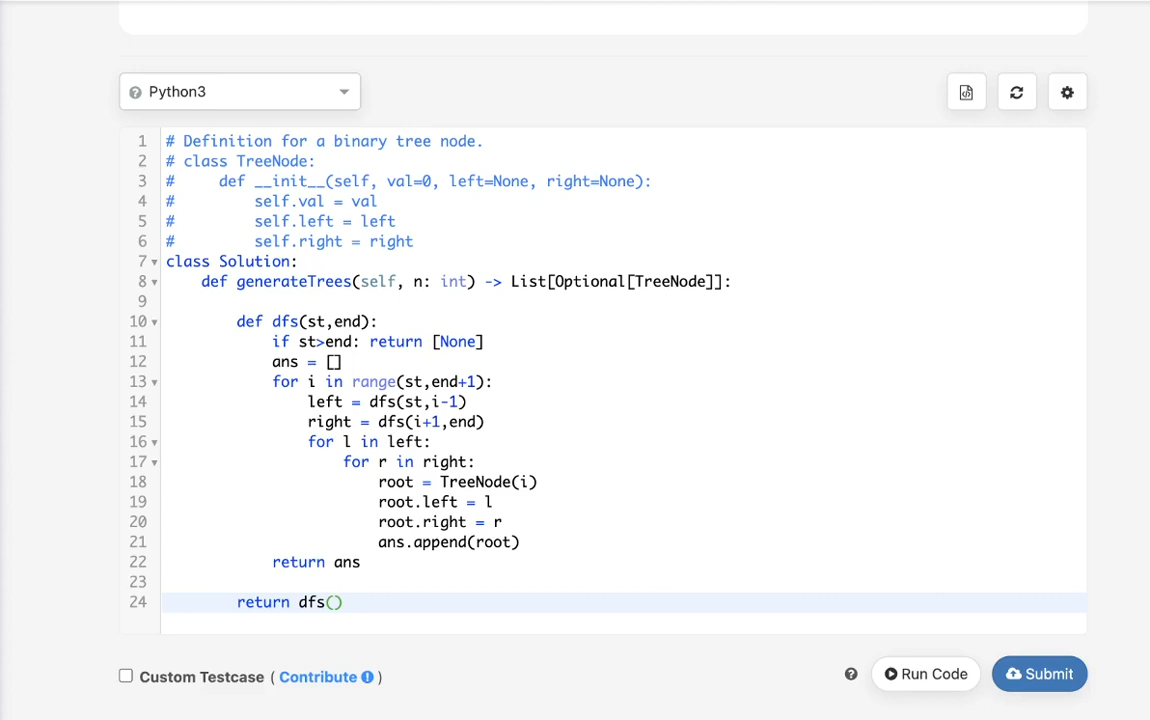 Python3
1 # Definition for a binary tree node.
2 # class TreeNode:
3 #     def __init__(self, val=0, left=None, right=None):
4 #         self.val = val
5 #         self.left = left
6 #         self.right = right
7 class Solution:
8     def generateTrees(self, n: int) -> List[Optional[TreeNode]]:
9
10         def dfs(st,end):
11             if st>end: return [None]
12             ans = []
13             for i in range(st,end+1):
14                 left = dfs(st,i-1)
15                 right = dfs(i+1,end)
16                 for l in left:
17                     for r in right:
18                         root = TreeNode(i)
19                         root.left = l
20                         root.right = r
21                         ans.append(root)
22             return ans
23
24         return dfs()
Custom Testcase ( Contribute ) Run Code Submit